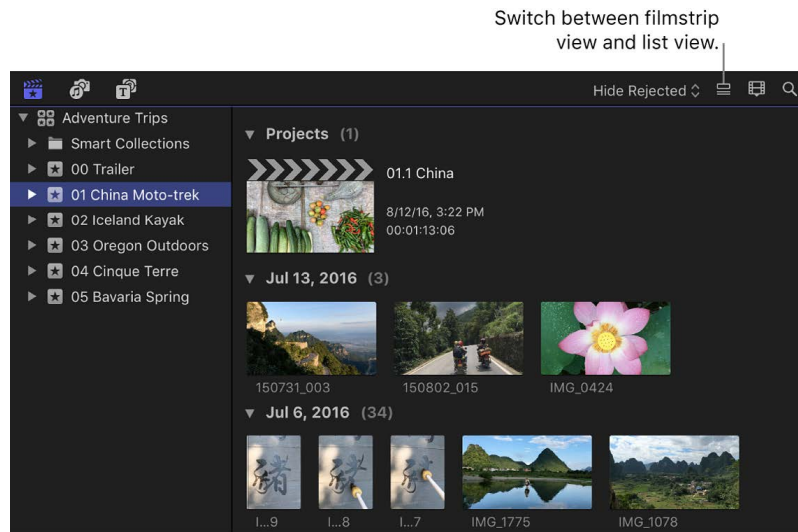 Switch between filmstrip
view and list view.
Hide Rejected
Adventure Trips
Smart Collections
00 Trailer
01 China Moto-trek
02 Iceland Kayak
03 Oregon Outdoors
04 Cinque Terre
05 Bavaria Spring
Projects (1)
01.1 China
8/12/16, 3:22 PM
00:01:13:06
Jul 13, 2016 (3)
150731_003
150802_015
IMG_0424
Jul 6, 2016 (34)
豬
豬
I...9
I...8
I...7
IMG_1775
IMG_1078